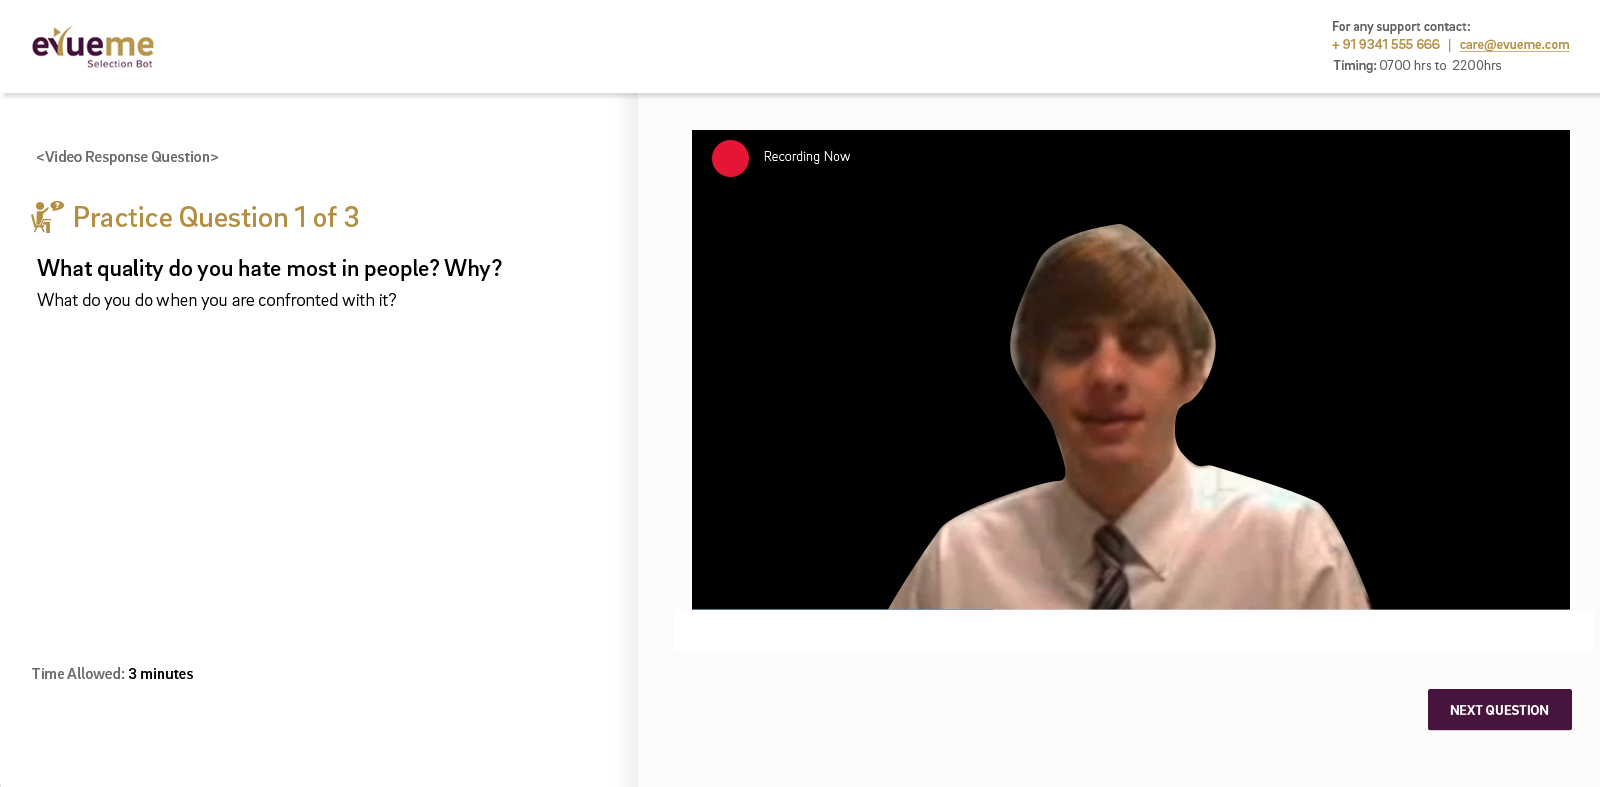 evueme
Selection Bot
For any support contact:
+ 91 9341 555 666 | care@evueme.com
Timing: 0700 hrs to 2200hrs
<Video Response Question>
?
Practice Question 1 of 3
What quality do you hate most in people? Why?
What do you do when you are confronted with it?
Time Allowed: 3 minutes
Recording Now
NEXT QUESTION